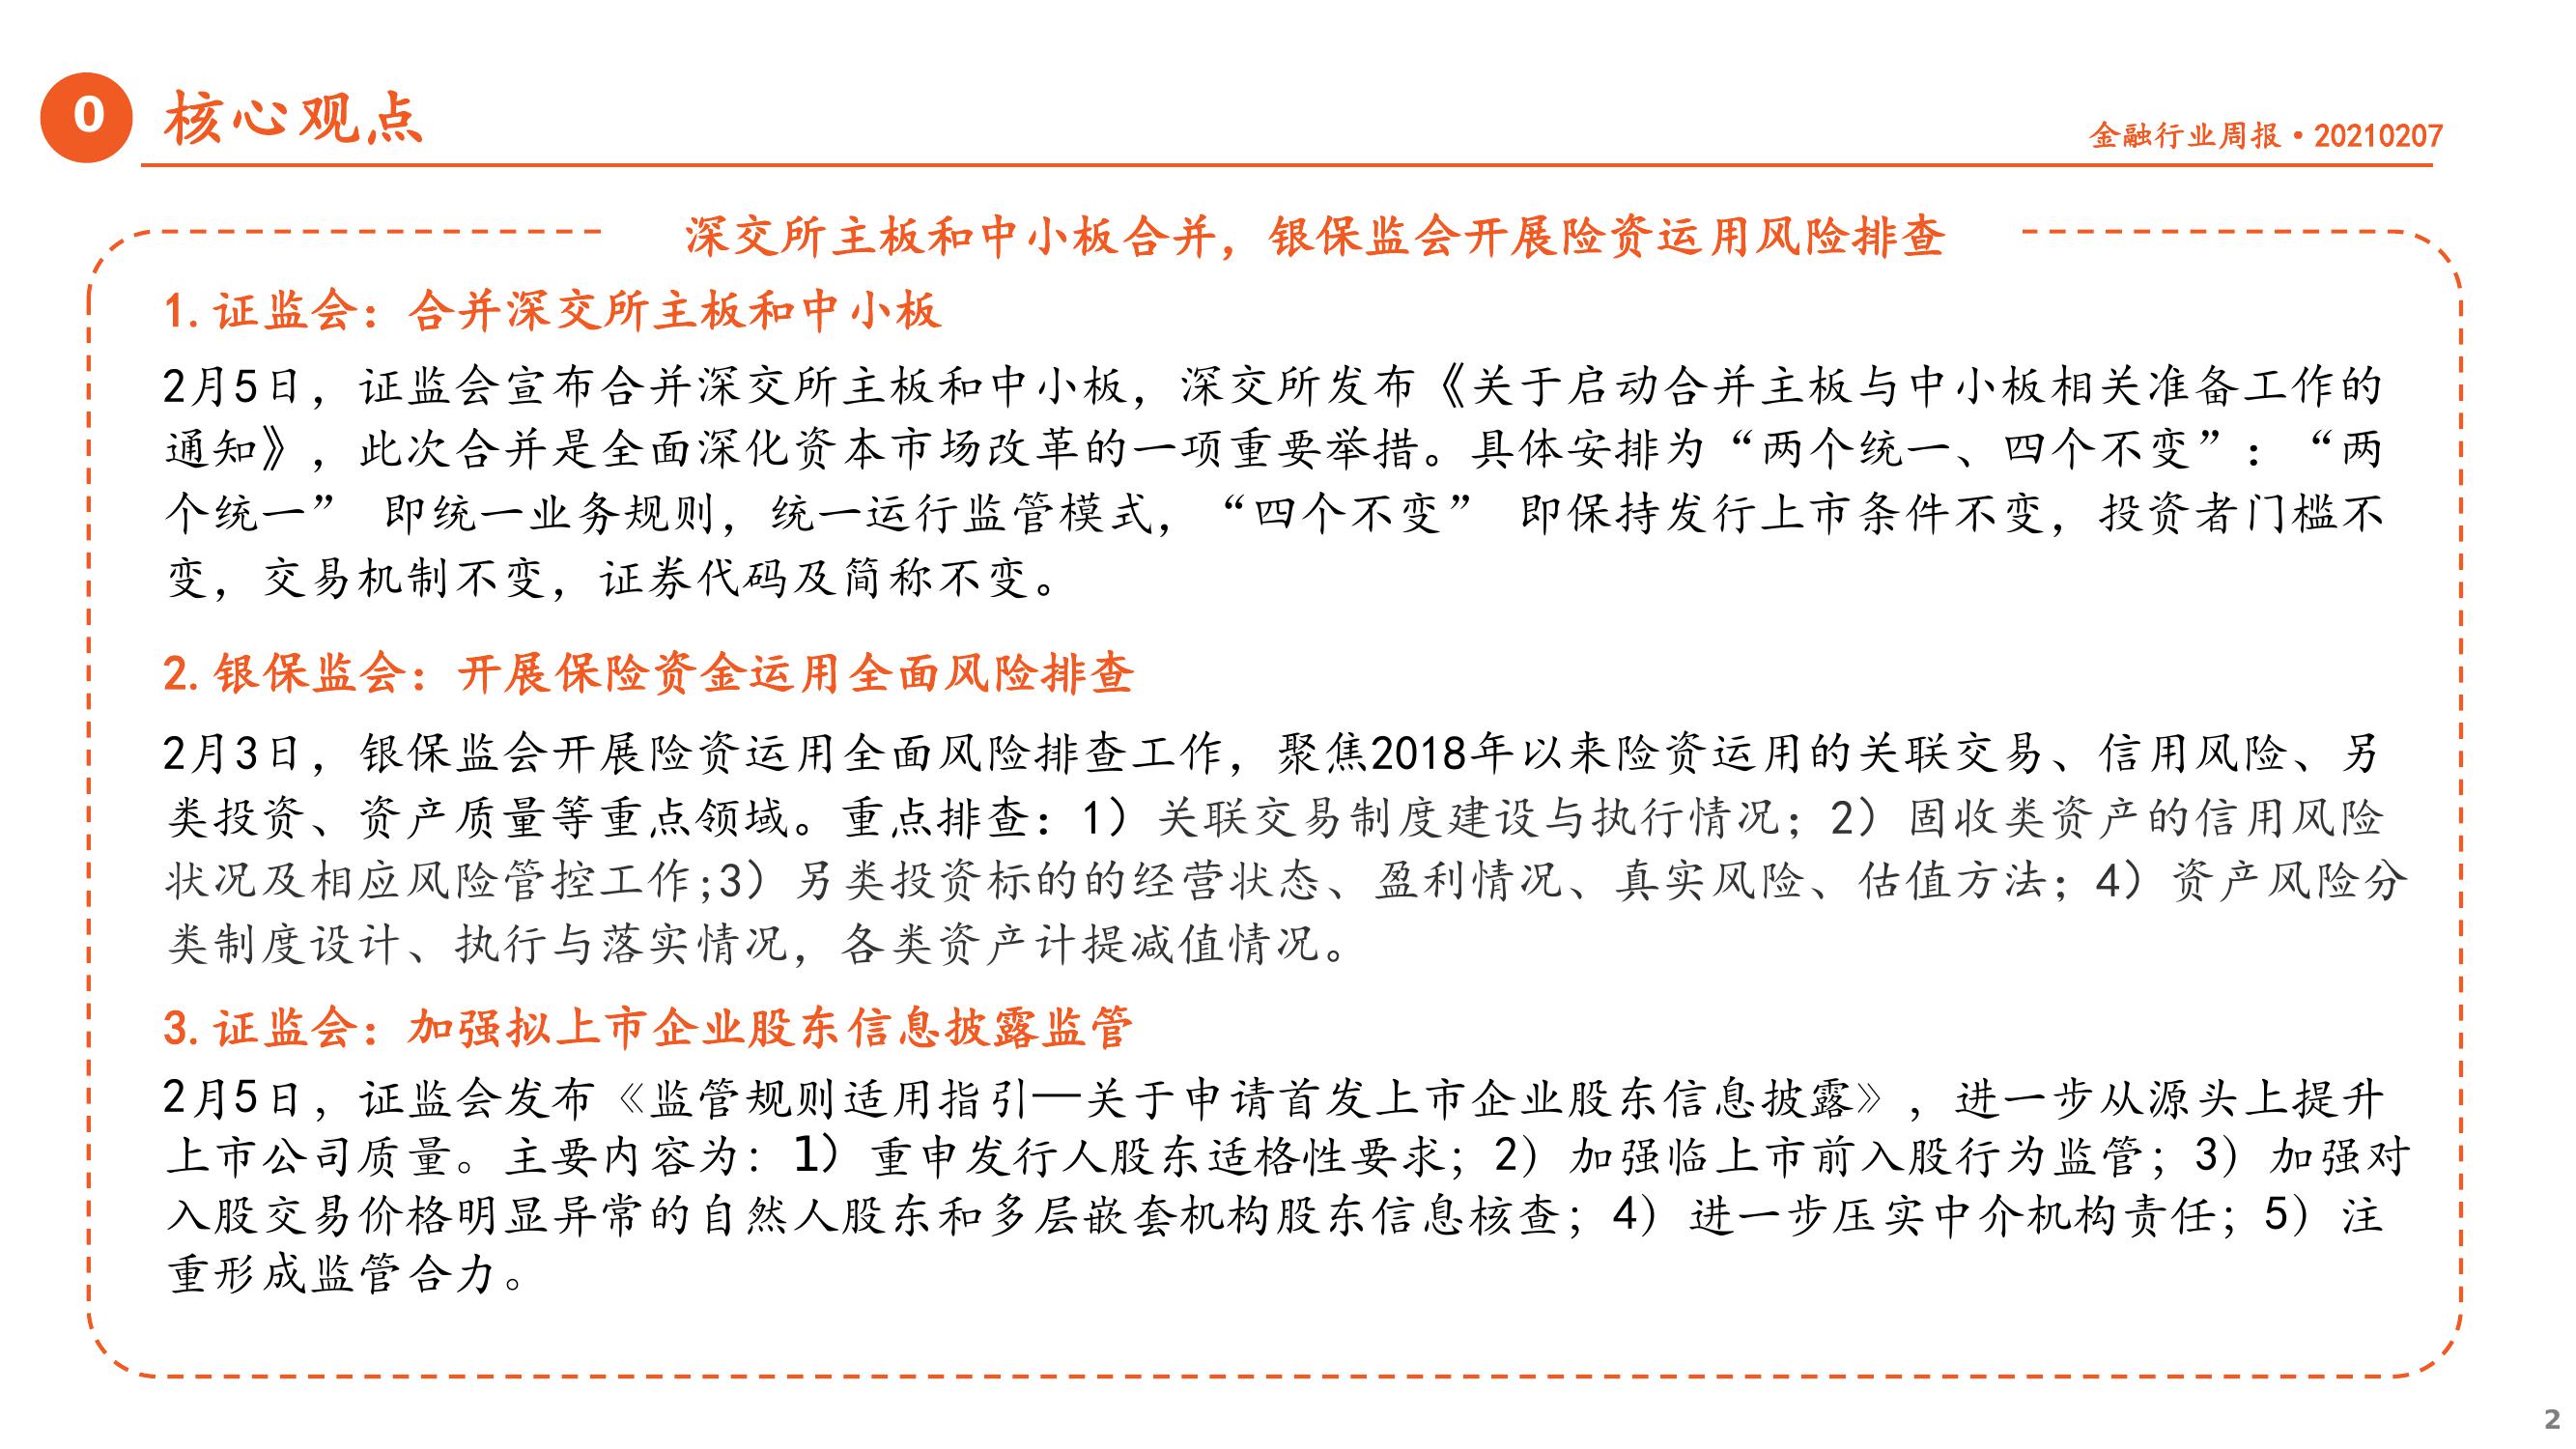 0 核心观点
金融行业周报•20210207
深交所主板和中小板合并，银保监会开展险资运用风险排查
1.证监会：合并深交所主板和中小板
2月5日，证监会宣布合并深交所主板和中小板，深交所发布《关于启动合并主板与中小板相关准备工作的
通知》，此次合并是全面深化资本市场改革的一项重要举措。具体安排为“两个统一、四个不变”：“两
个统一” 即统一业务规则，统一运行监管模式，“四个不变” 即保持发行上市条件不变，投资者门槛不
变，交易机制不变，证券代码及简称不变。
2.银保监会：开展保险资金运用全面风险排查
2月3日，银保监会开展险资运用全面风险排查工作，聚焦2018年以来险资运用的关联交易、信用风险、另
类投资、资产质量等重点领域。重点排查：1）关联交易制度建设与执行情况；2）固收类资产的信用风险
状况及相应风险管控工作;3）另类投资标的的经营状态、盈利情况、真实风险、估值方法；4）资产风险分
类制度设计、执行与落实情况，各类资产计提减值情况。
3.证监会：加强拟上市企业股东信息披露监管
2月5日，证监会发布《监管规则适用指引—关于申请首发上市企业股东信息披露》，进一步从源头上提升
上市公司质量。主要内容为：1）重申发行人股东适格性要求；2）加强临上市前入股行为监管；3）加强对
入股交易价格明显异常的自然人股东和多层嵌套机构股东信息核查；4）进一步压实中介机构责任；5）注
重形成监管合力。
2